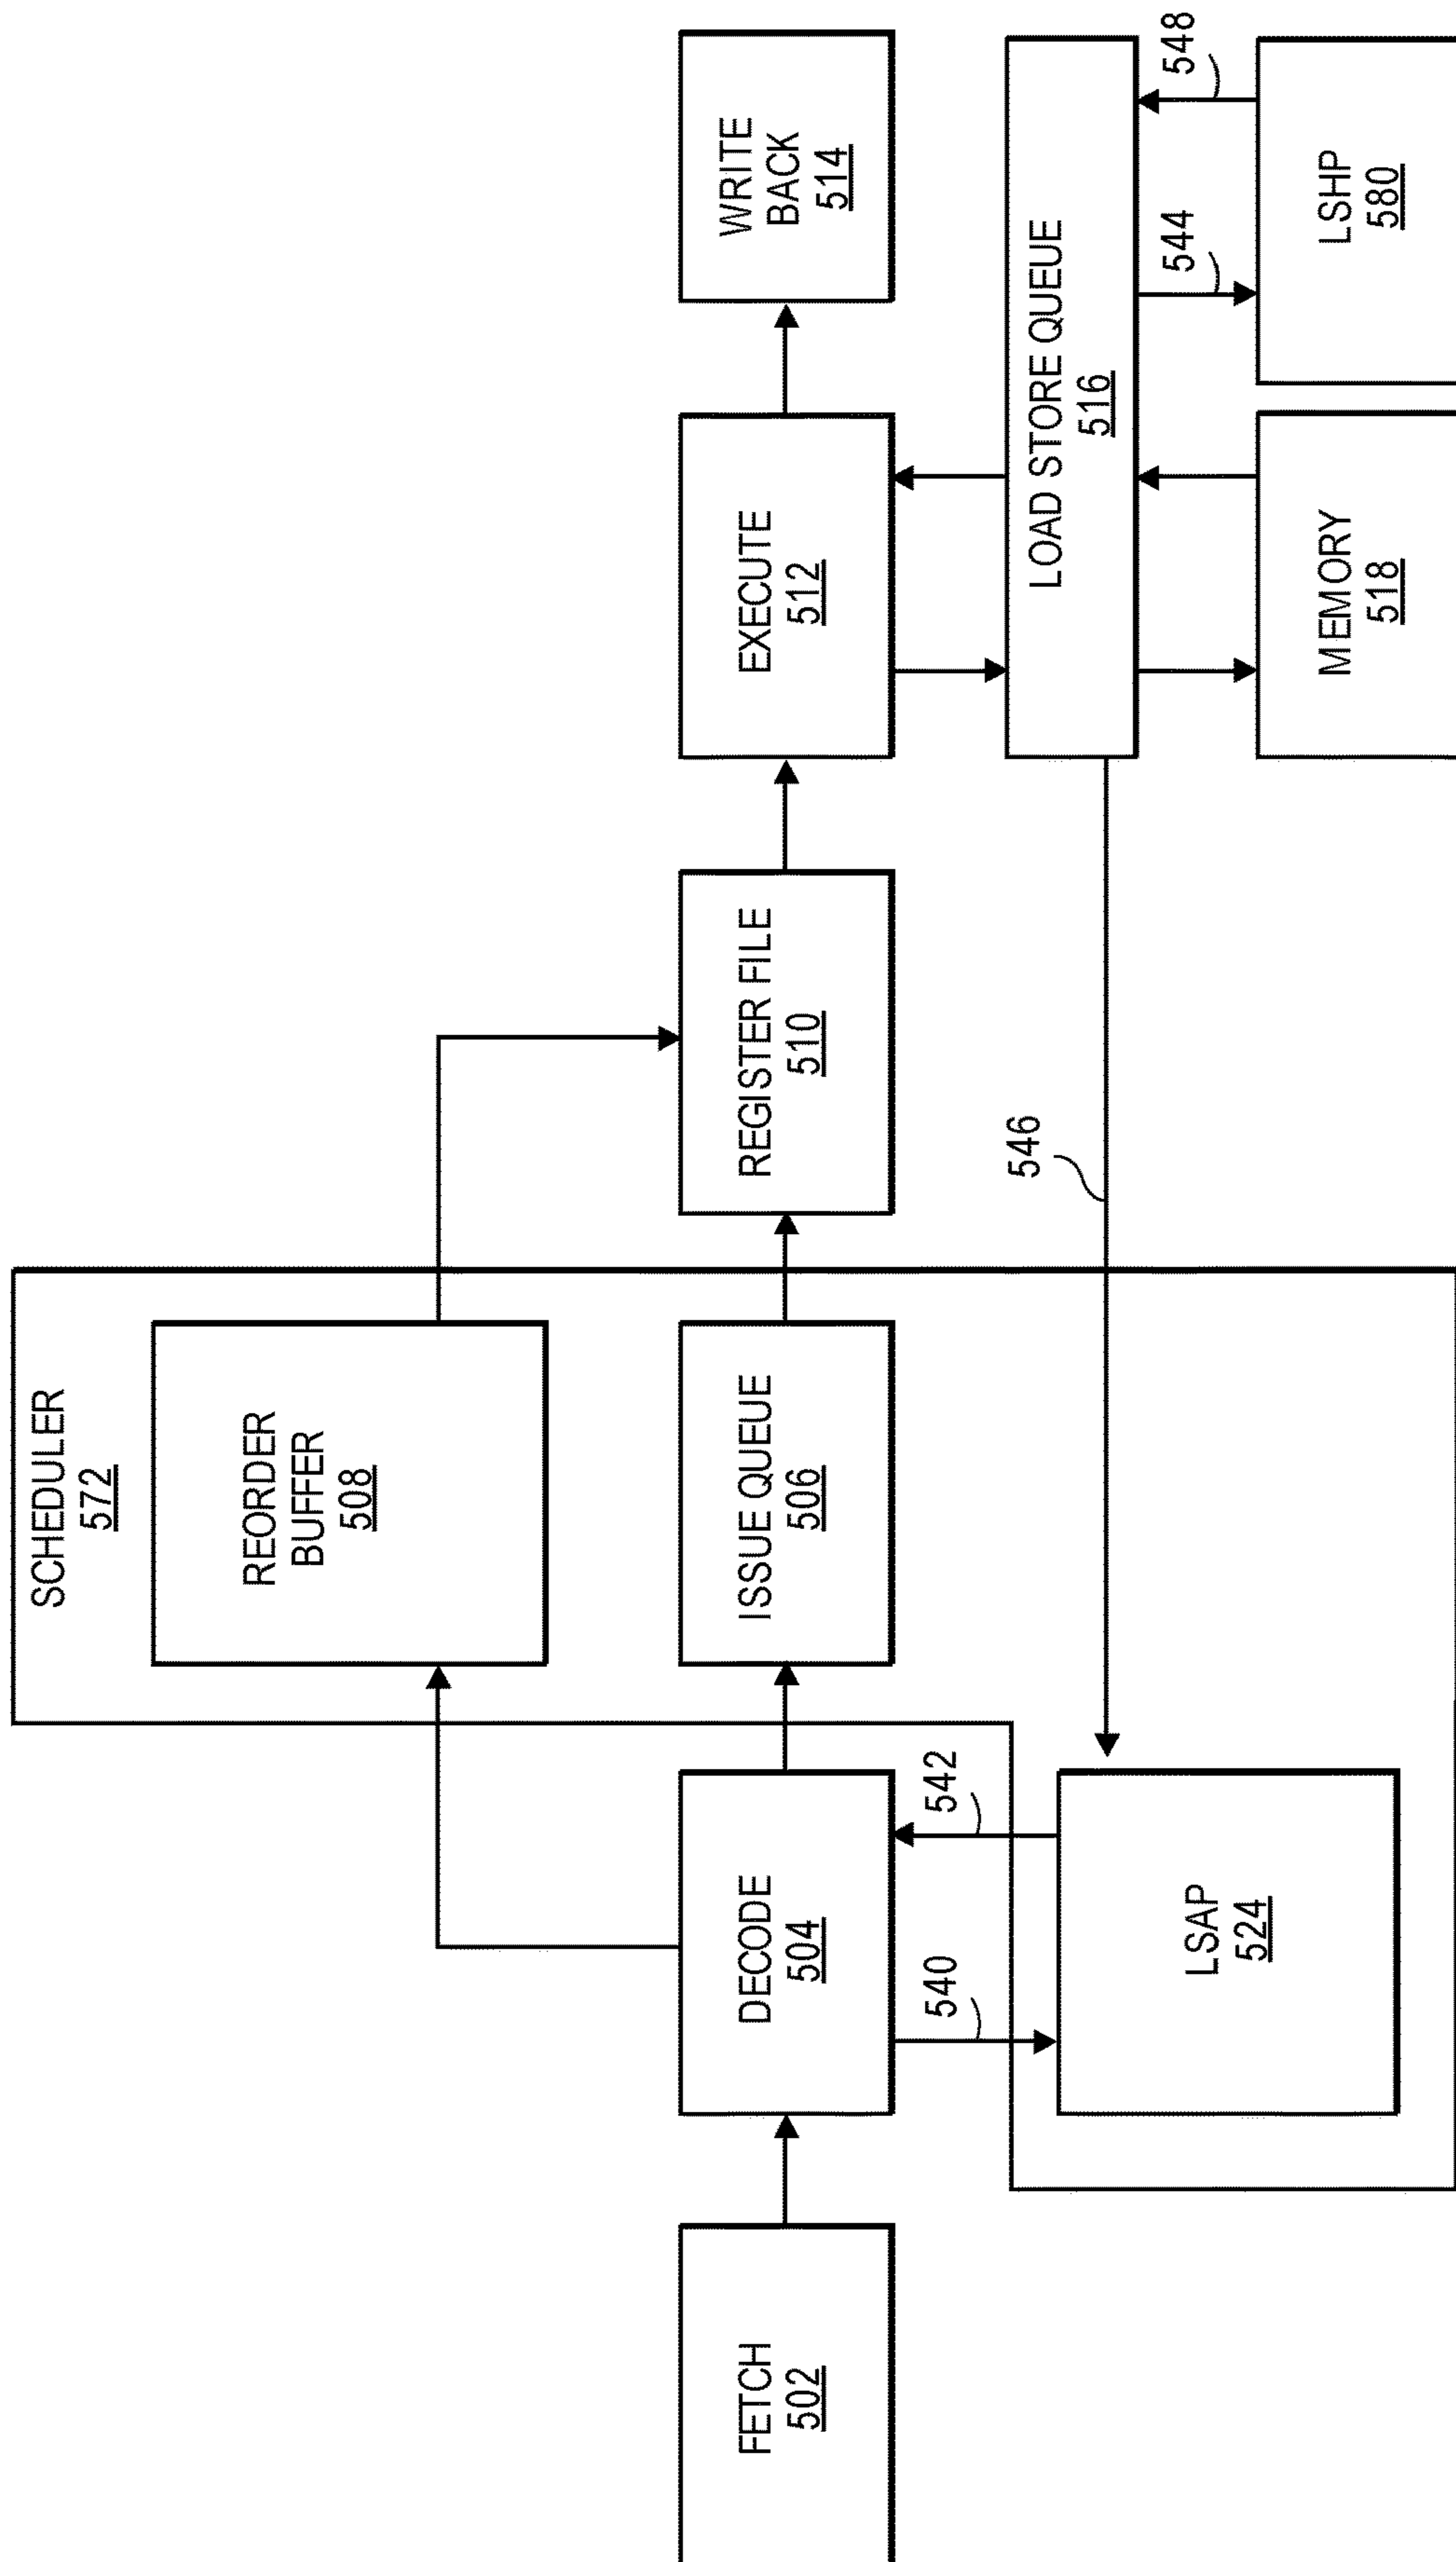 SCHEDULER
572
REORDER
BUFFER
508
FETCH
502
DECODE
504
ISSUE QUEUE
506
REGISTER FILE
510
EXECUTE
512
WRITE
BACK
514
540
542
546
LSAP
524
LOAD STORE QUEUE
516
544
548
MEMORY
518
LSHP
580